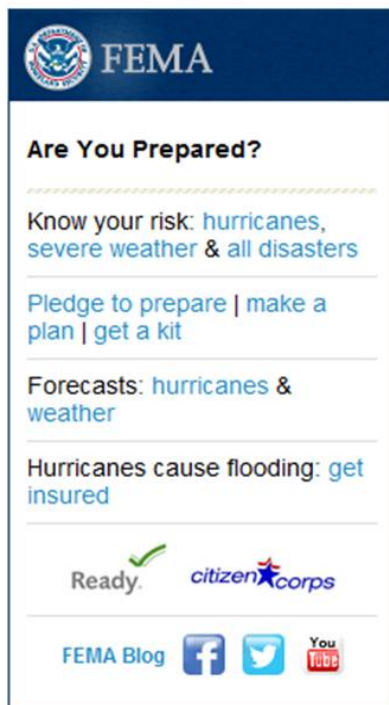 FEMA
Are You Prepared?
Know your risk: hurricanes,
severe weather & all disasters
Pledge to prepare | make a
plan | get a kit
Forecasts: hurricanes &
weather
Hurricanes cause flooding: get
insured
Ready.
citizen corps
FEMA Blog
You
Tube